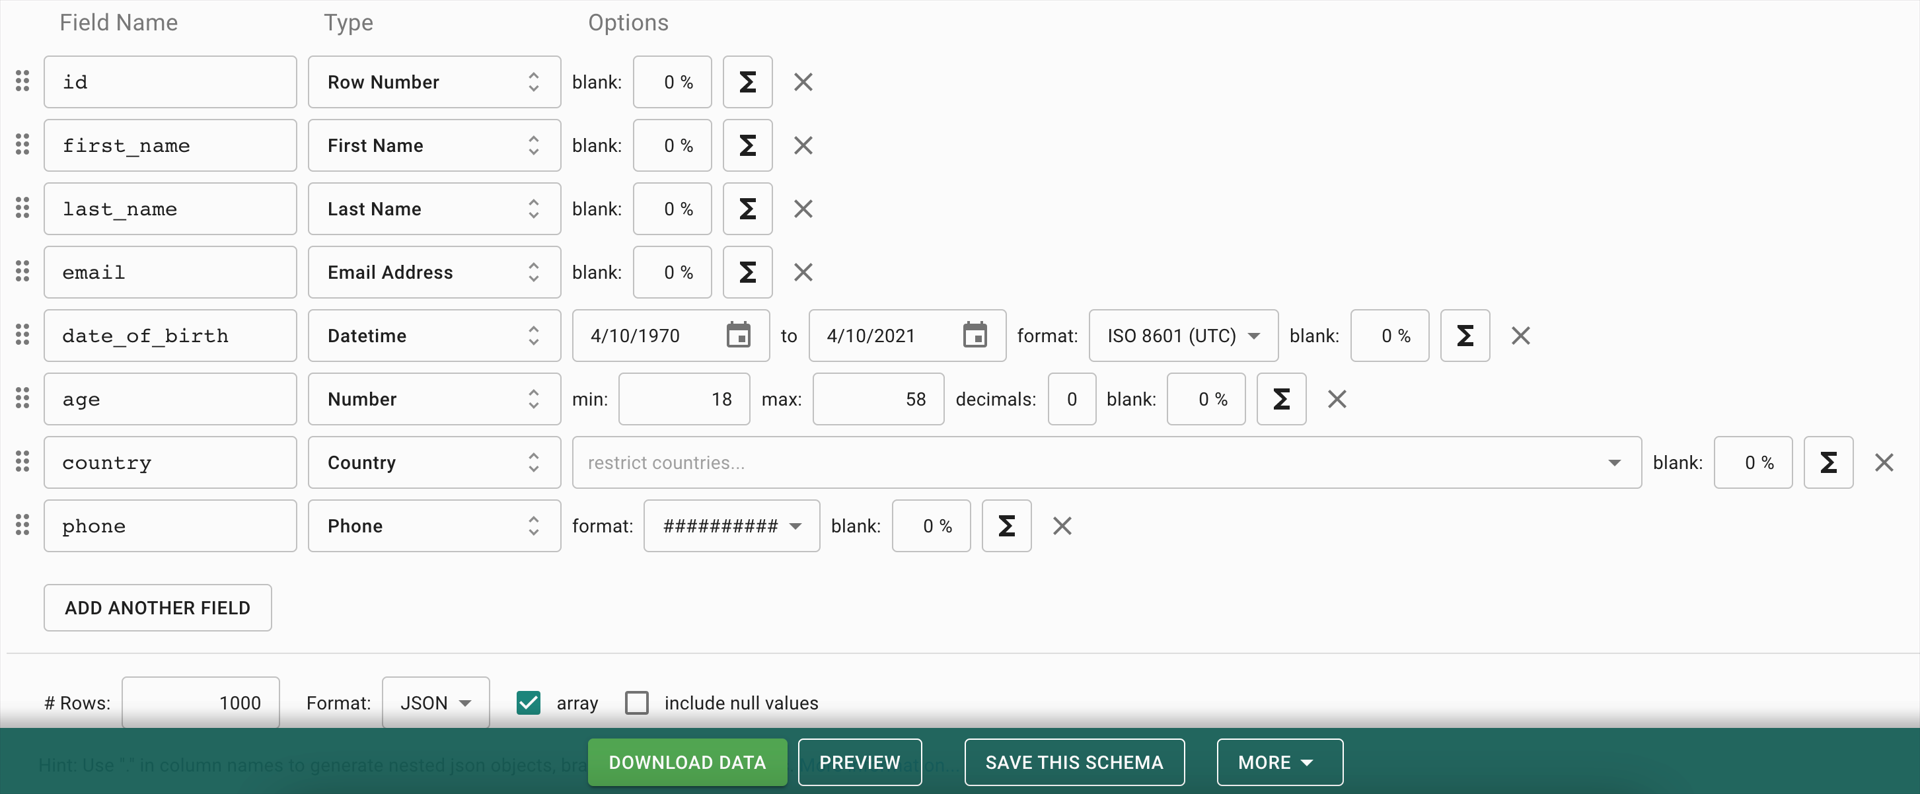 Field Name Type Options
id Row Number blank: 0 % Σ
first_name First Name blank: 0 % Σ
last_name Last Name blank: 0 % Σ
email Email Address blank: 0 % Σ
date_of_birth Datetime 4/10/1970 to 4/10/2021 format: ISO 8601 (UTC) blank: 0 % Σ
age Number min: 18 max: 58 decimals: 0 blank: 0 % Σ
country Country restrict countries... blank: 0 % Σ
phone Phone format: ########## blank: 0 % Σ
ADD ANOTHER FIELD
# Rows: 1000 Format: JSON array include null values
Hint: Use "." in column names to generate nested json objects, DOWNLOAD DATA PREVIEW SAVE THIS SCHEMA MORE